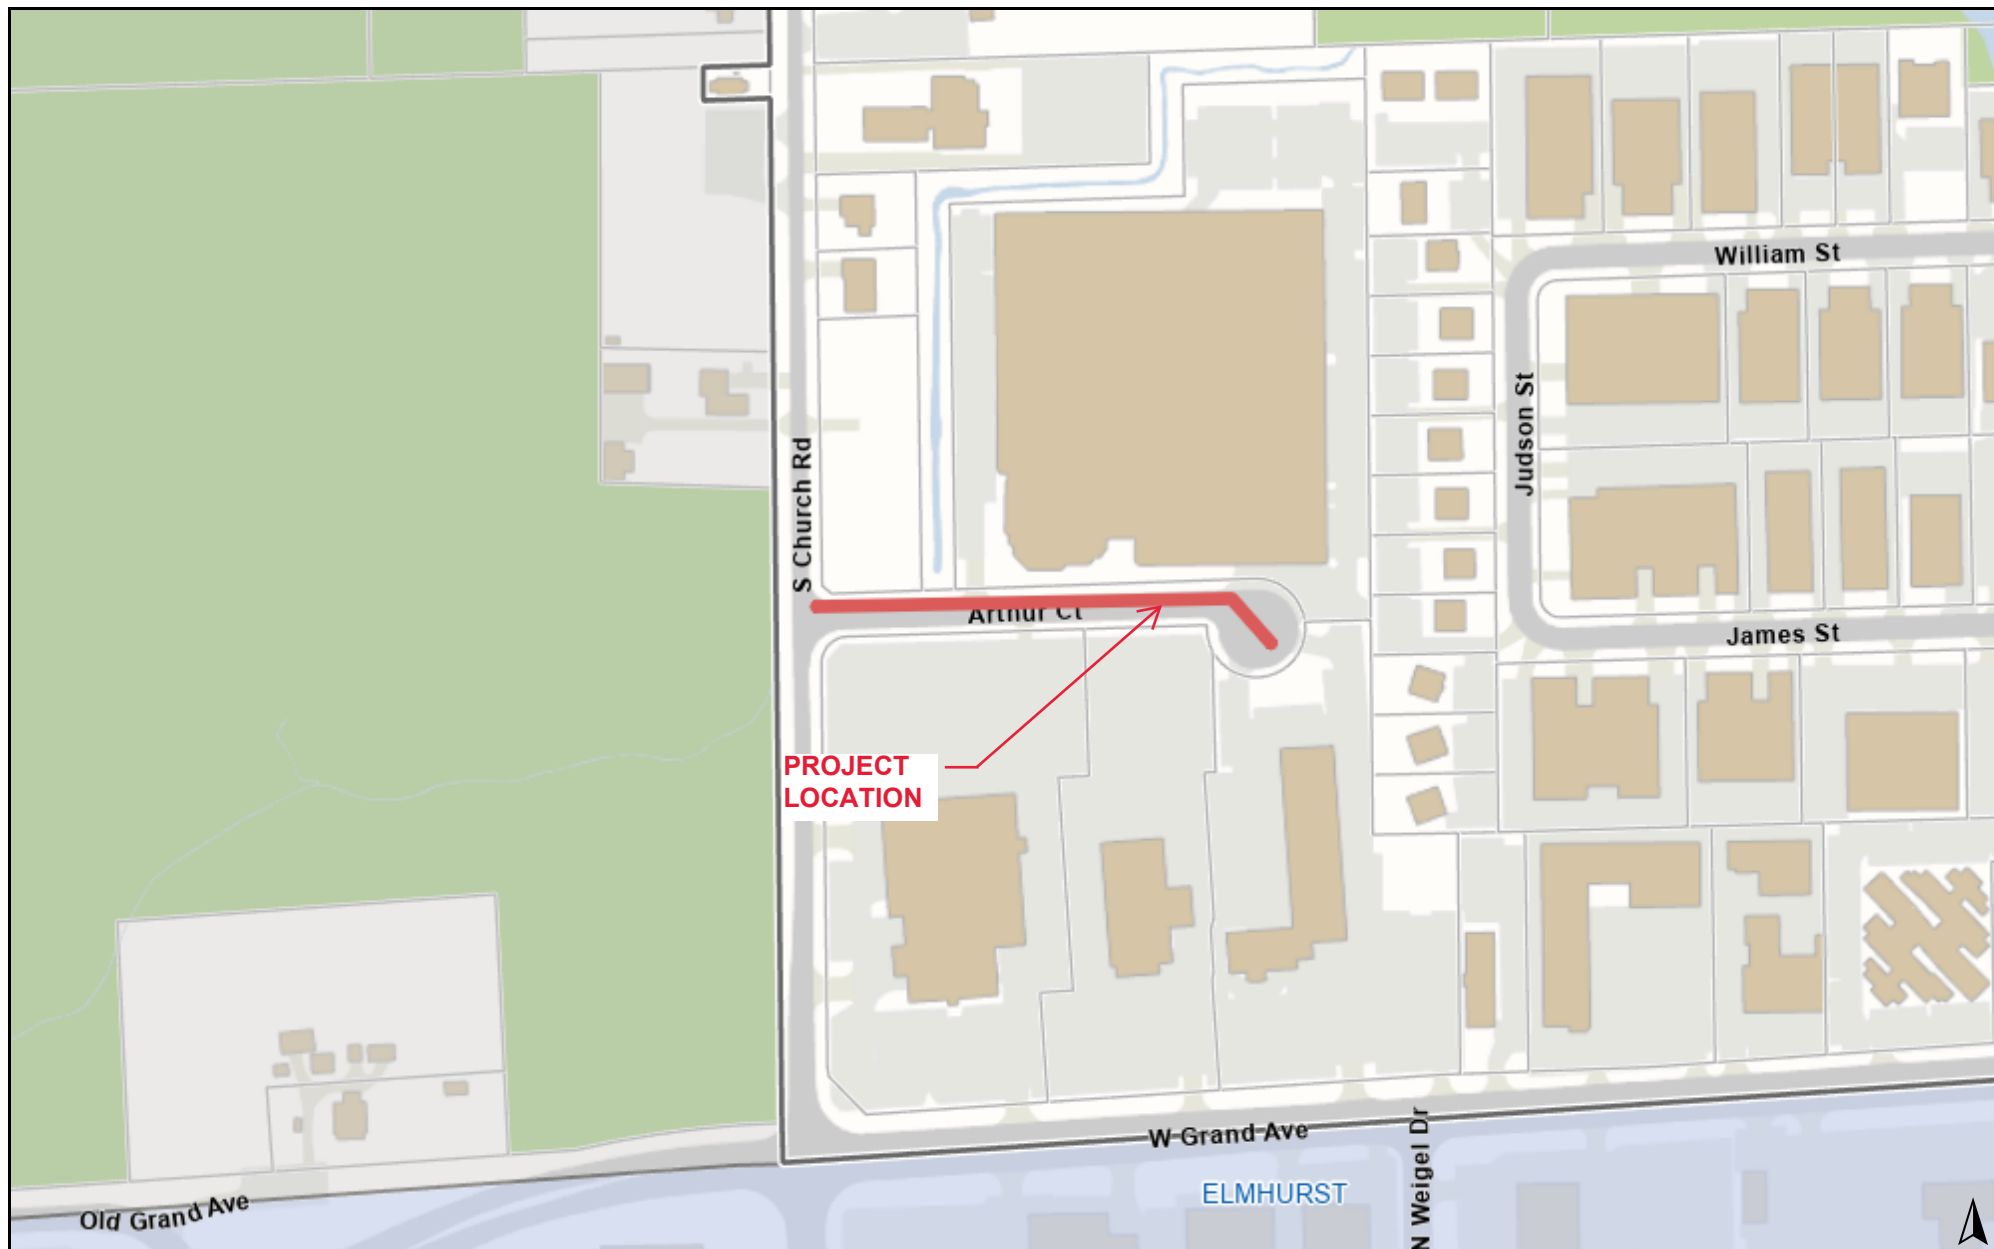 William St
Judson St
S Church Rd
Arthur Ct
James St
PROJECT
LOCATION
W Grand Ave
N Weigel Dr
ELMHURST
Old Grand Ave